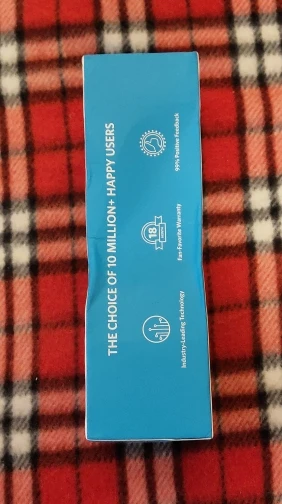 THE CHOICE OF 10 MILLION+ HAPPY USERS
Industry-Leading Technology
18
Fan-Favorite Warranty
99% Positive Feedback